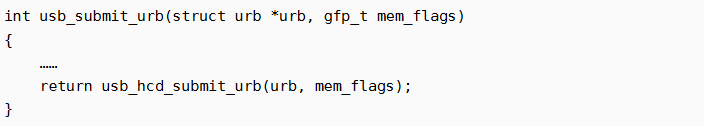 int usb_submit_urb(struct urb *urb, gfp_t mem_flags)
{
    ……
    return usb_hcd_submit_urb(urb, mem_flags);
}